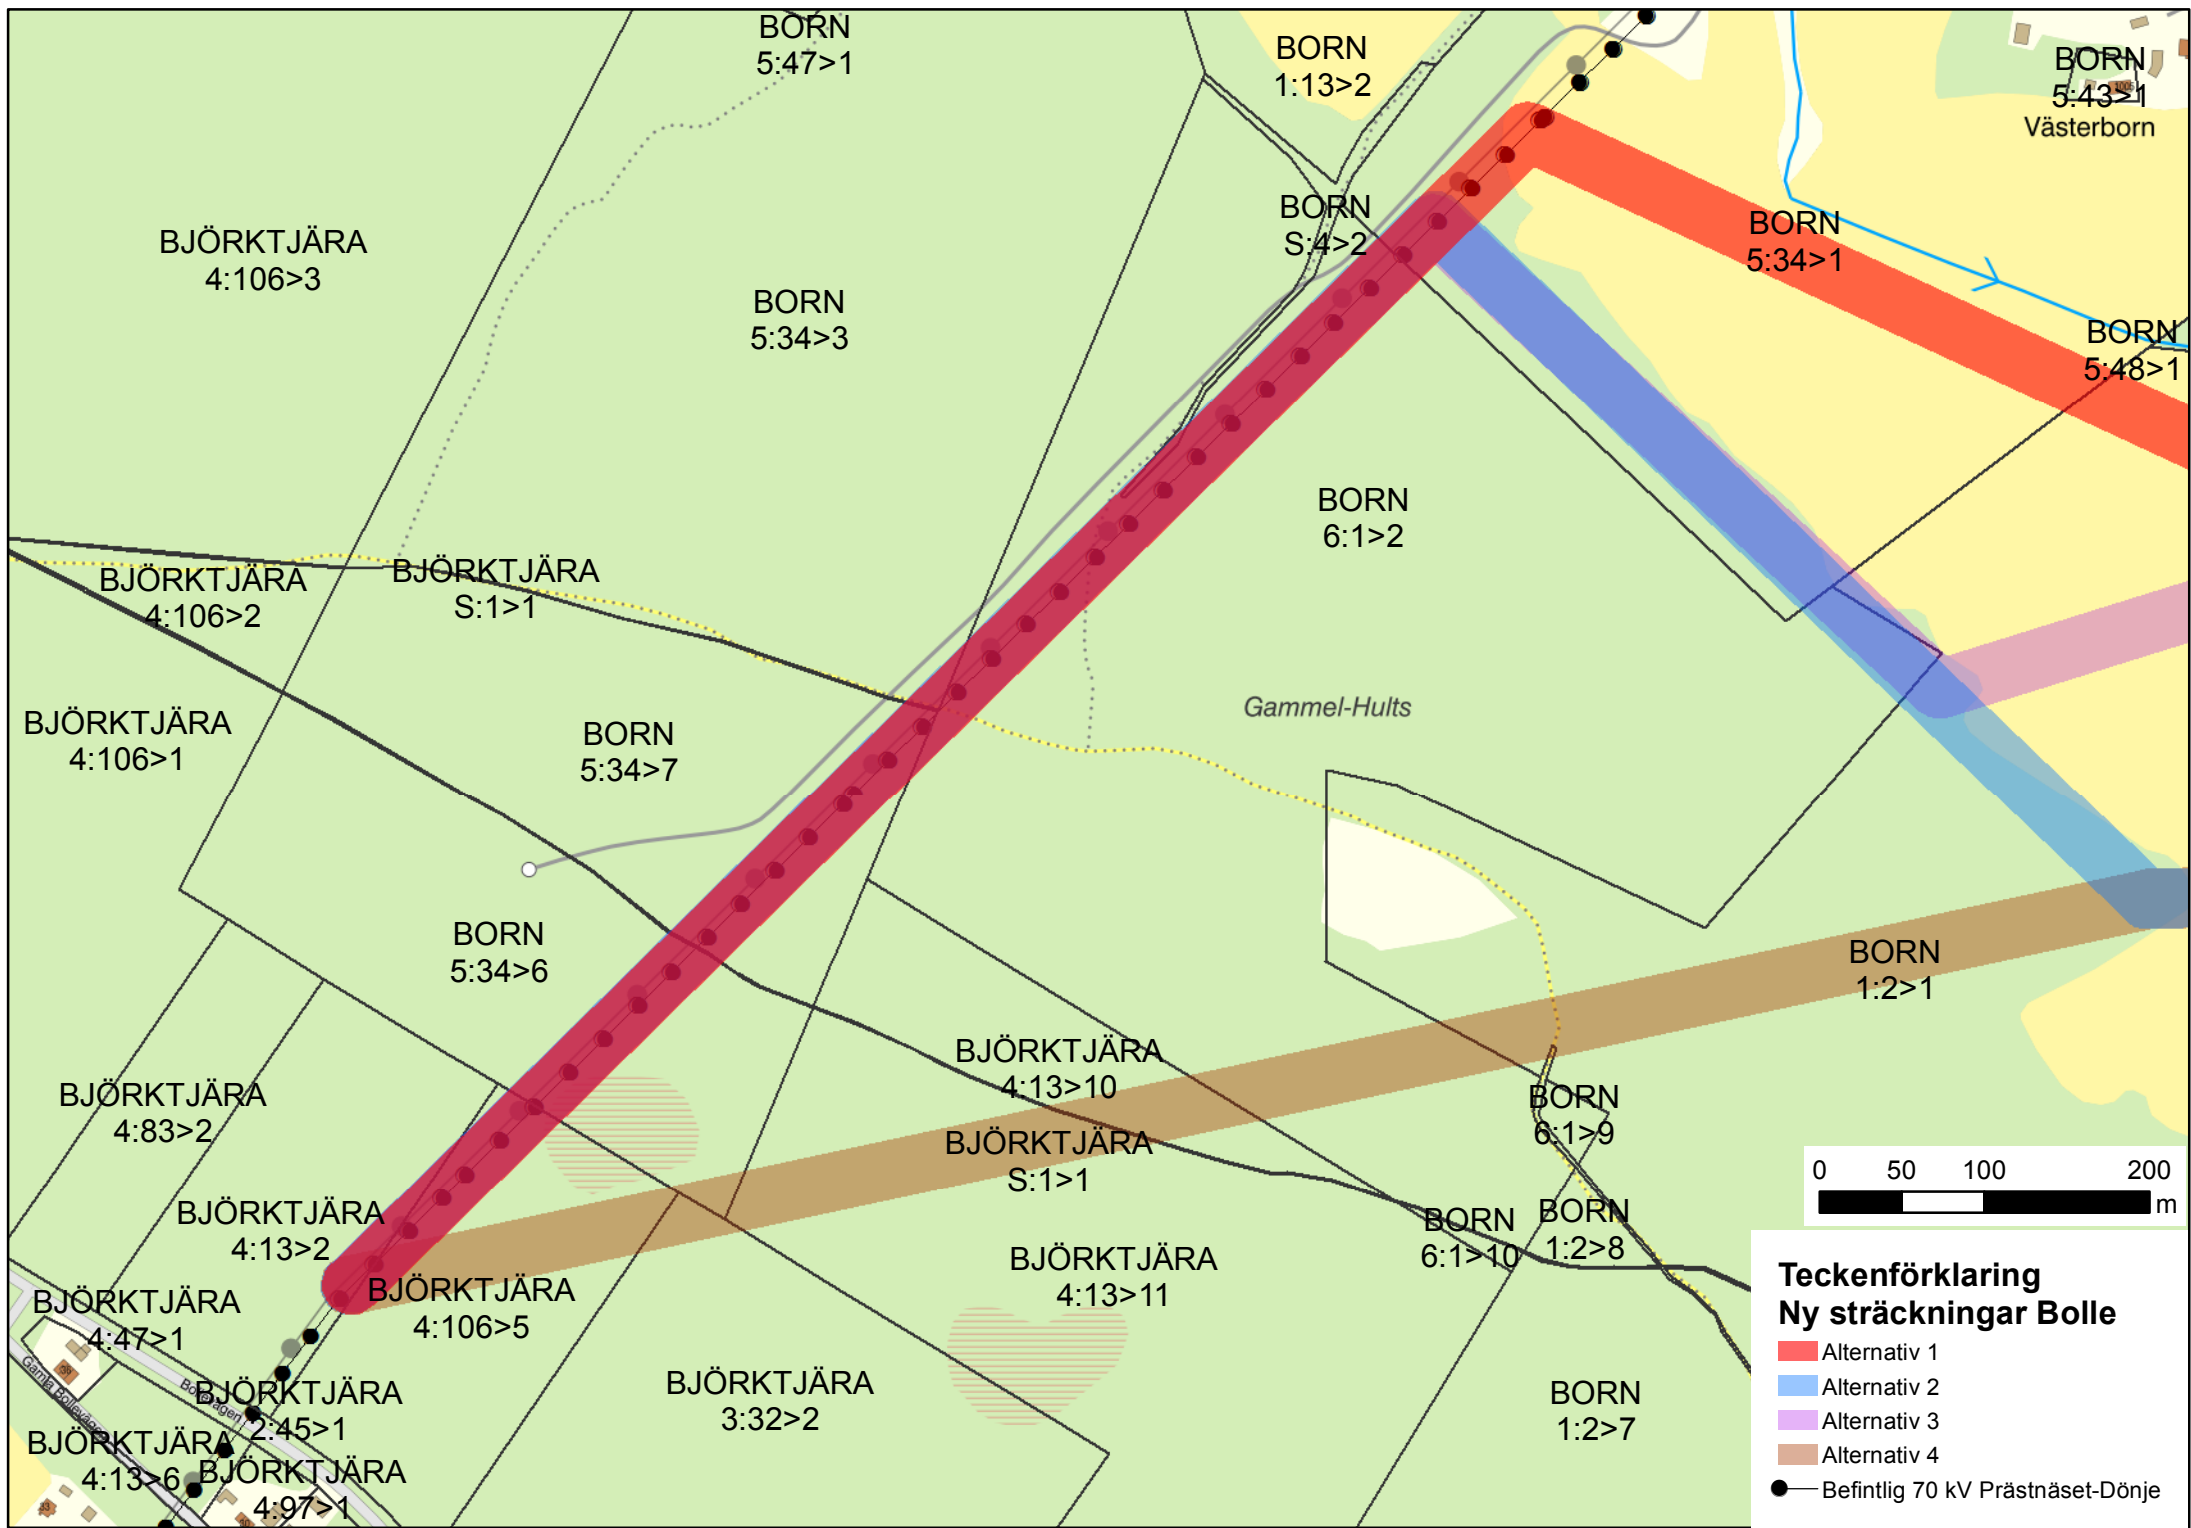 BORN
5:47>1
BORN
1:13>2
BORN
5:43>1
Västerborn
BJÖRKTJÄRA
4:106>3
BORN
S:4>2
BORN
5:34>1
BORN
5:34>3
BORN
5:48>1
BORN
6:1>2
BJÖRKTJÄRA
4:106>2
BJÖRKTJÄRA
S:1>1
BJÖRKTJÄRA
4:106>1
BORN
5:34>7
Gammel-Hults
BORN
5:34>6
BORN
1:2>1
BJÖRKTJÄRA
4:13>10
BJÖRKTJÄRA
4:83>2
BORN
6:1>9
BJÖRKTJÄRA
S:1>1
BJÖRKTJÄRA
4:13>2
BORN
6:1>10
BORN
1:2>8
BJÖRKTJÄRA
4:13>11
BJÖRKTJÄRA
4:106>5
BJÖRKTJÄRA
4:47>1
BJÖRKTJÄRA
3:32>2
BORN
1:2>7
BJÖRKTJÄRA
2:45>1
BJÖRKTJÄRA
4:13>6
BJÖRKTJÄRA
4:97>1
Gamla Bollevägen
39
33
30
0 50 100 200
m
Teckenförklaring
Ny sträckningar Bolle
Alternativ 1
Alternativ 2
Alternativ 3
Alternativ 4
Befintlig 70 kV Prästnäset-Dönje